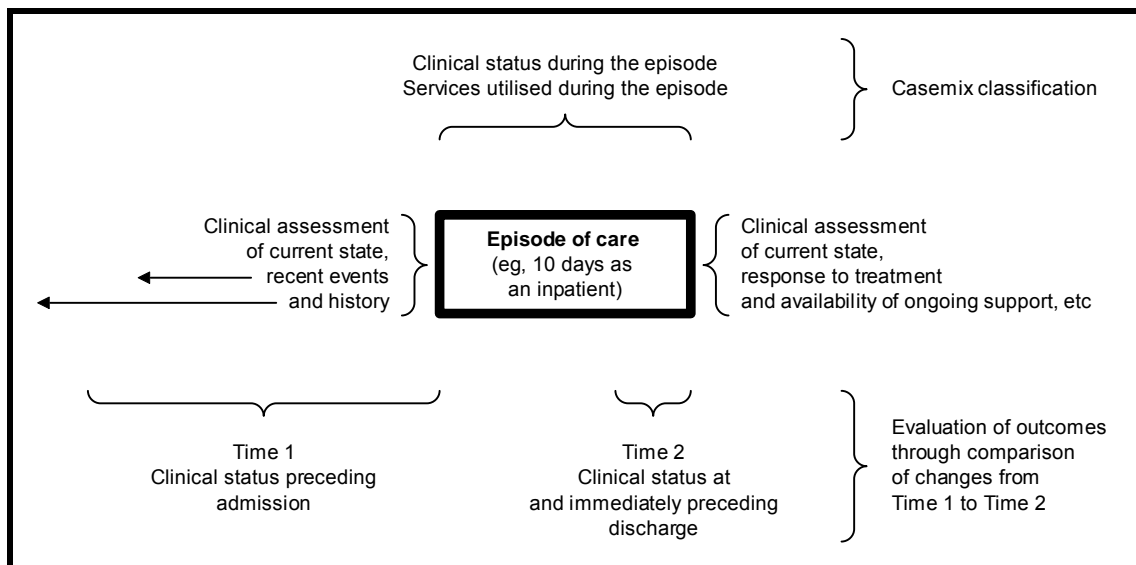 Clinical status during the episode
Services utilised during the episode
Casemix classification
Clinical assessment
of current state,
recent events
and history
Episode of care
(eg, 10 days as
an inpatient)
Clinical assessment
of current state,
response to treatment
and availability of ongoing support, etc
Time 1
Clinical status preceding
admission
Time 2
Clinical status at
and immediately preceding
discharge
Evaluation of outcomes
through comparison
of changes from
Time 1 to Time 2